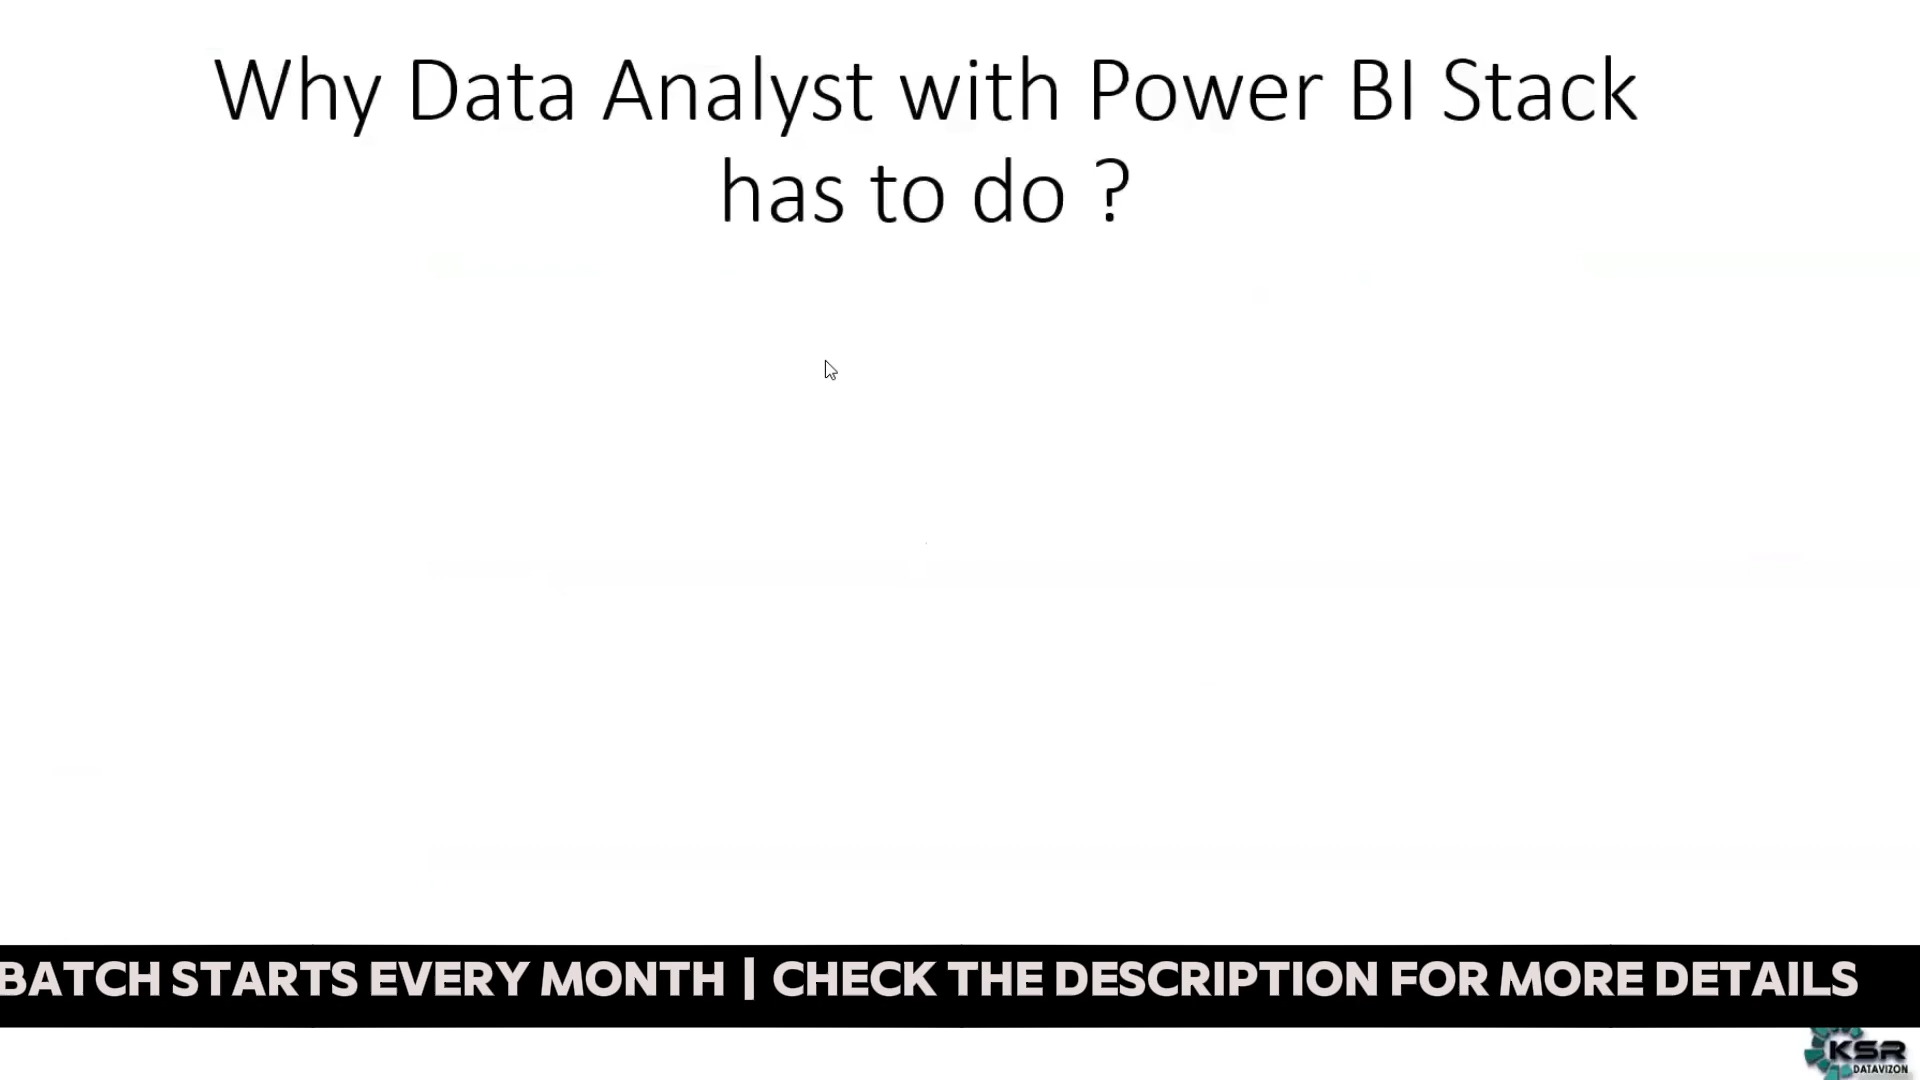 Why Data Analyst with Power BI Stack
has to do ?
BATCH STARTS EVERY MONTH | CHECK THE DESCRIPTION FOR MORE DETAILS
KSR
DATAVIZON